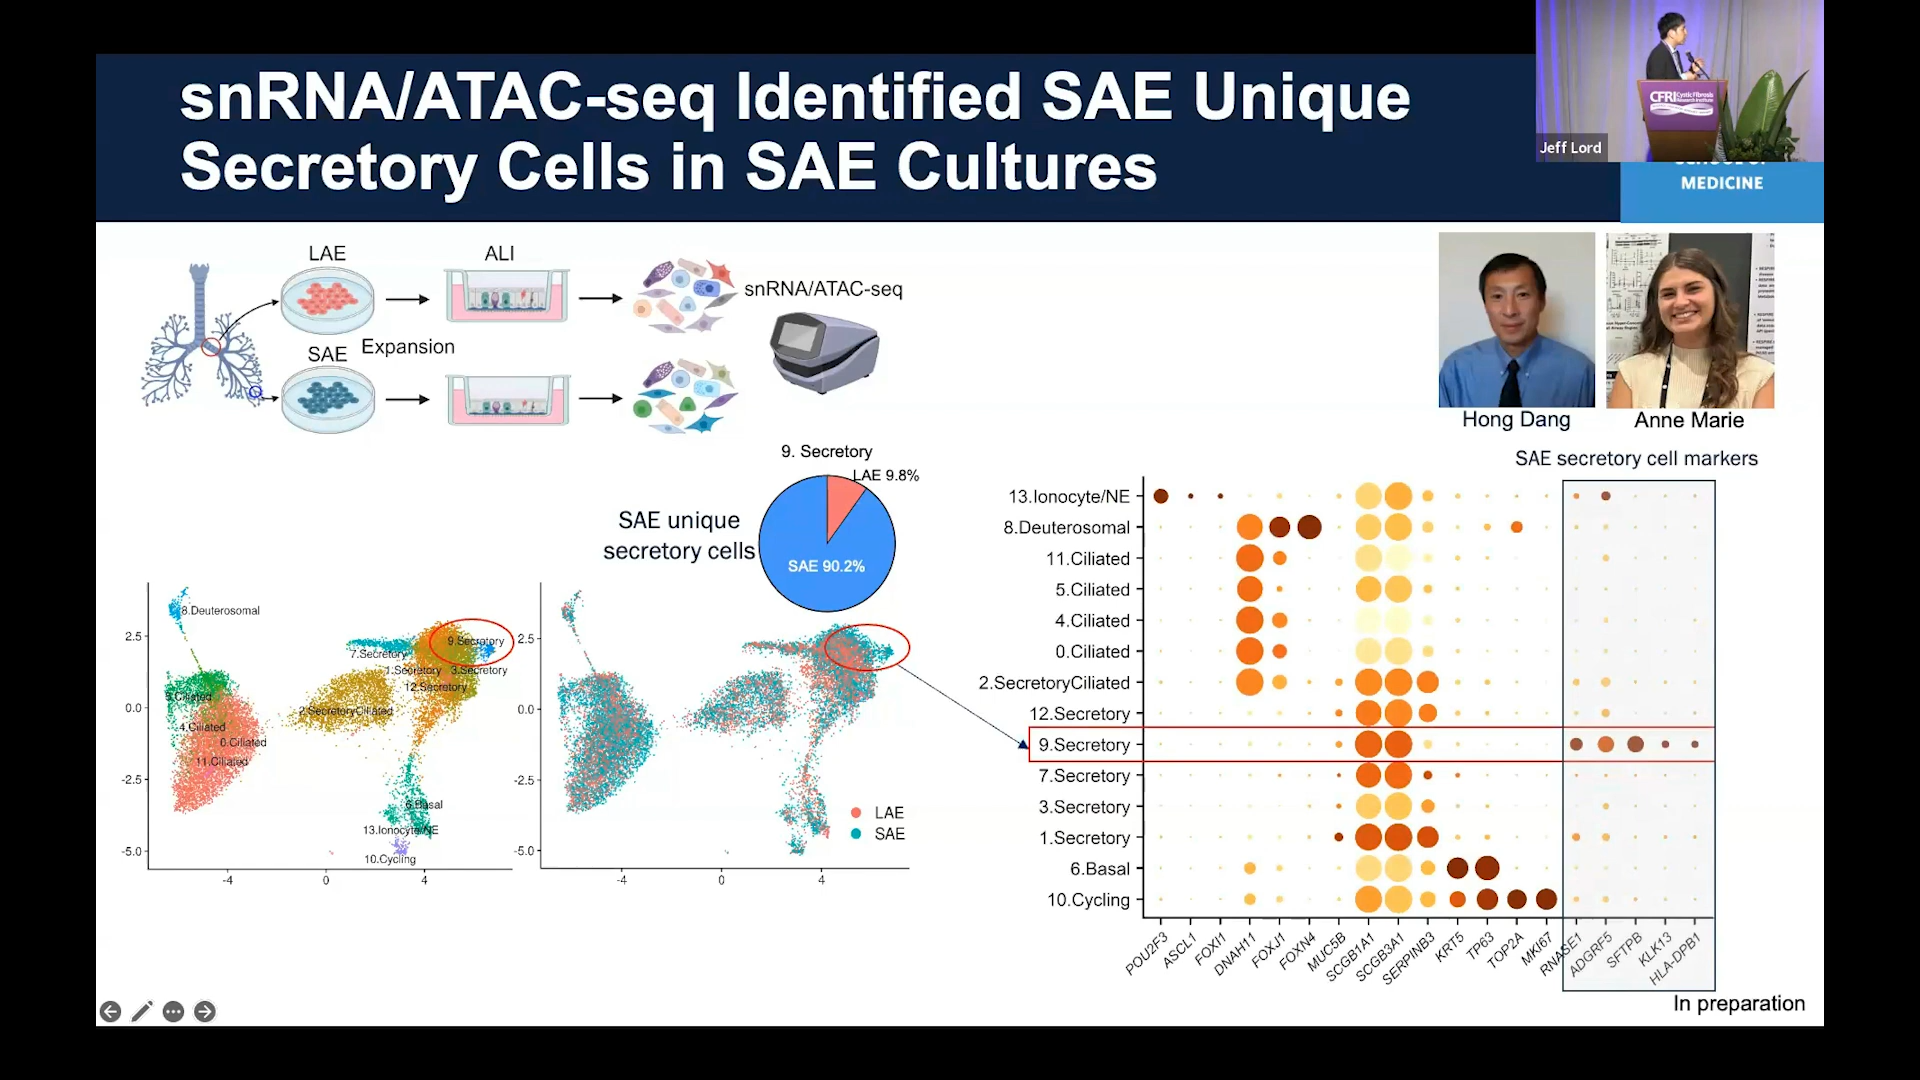 snRNA/ATAC-seq Identified SAE Unique
Secretory Cells in SAE Cultures
CFRI Cystic Fibrosis
Research Institute
Jeff Lord
MEDICINE
LAE
ALI
snRNA/ATAC-seq
SAE
Expansion
Hong Dang
Anne Marie
9. Secretory
LAE 9.8%
SAE 90.2%
SAE unique
secretory cells
8.Deuterosomal
9.Secretory
7.Secretory
1.Secretory
3.Secretory
12.Secretory
5.Ciliated
2.SecretoryCiliated
4.Ciliated
0.Ciliated
11.Ciliated
6.Basal
13.Ionocyte/NE
10.Cycling
2.5
0.0
-2.5
-5.0
-4
0
4
2.5
0.0
-2.5
-5.0
-4
0
4
LAE
SAE
SAE secretory cell markers
13.Ionocyte/NE
8.Deuterosomal
11.Ciliated
5.Ciliated
4.Ciliated
0.Ciliated
2.SecretoryCiliated
12.Secretory
9.Secretory
7.Secretory
3.Secretory
1.Secretory
6.Basal
10.Cycling
POU2F3
ASCL1
FOXI1
DNAH11
FOXJ1
FOXN4
MUC5B
SCGB1A1
SCGB3A1
SERPINB3
KRT5
TP63
TOP2A
MKI67
RNASE1
ADGRF5
SFTPB
KLK13
HLA-DPB1
In preparation